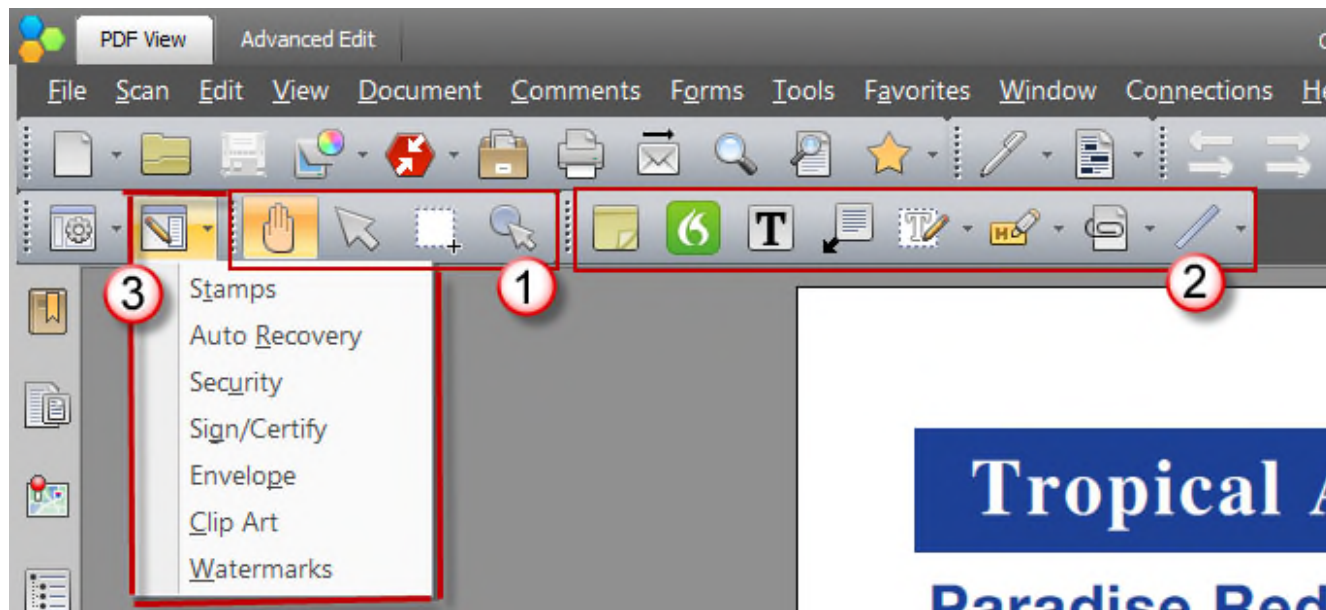 PDF View Advanced Edit
File Scan Edit View Document Comments Forms Tools Favorites Window Connections
T T H
3 1 2
Stamps
Auto Recovery
Security
Sign/Certify
Envelope
Clip Art
Watermarks
Tropical
Paradise